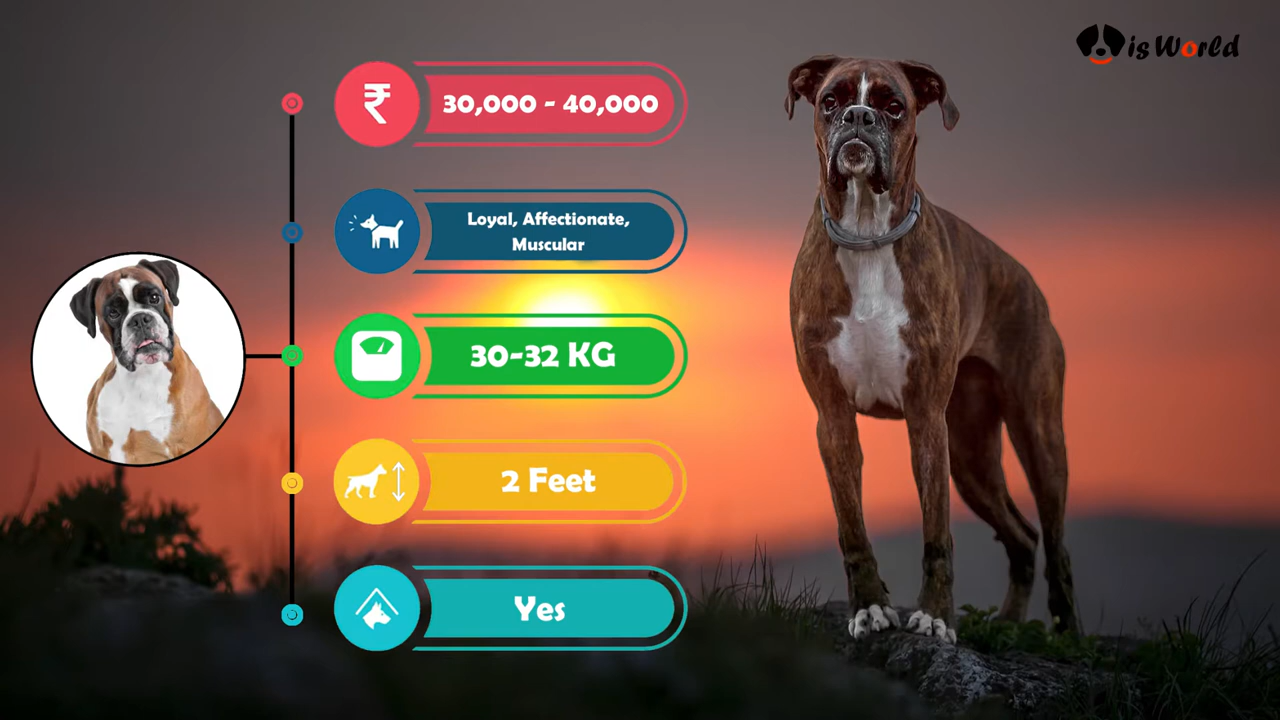 is World
₹
30,000 - 40,000
Loyal, Affectionate,
Muscular
30-32 KG
2 Feet
Yes